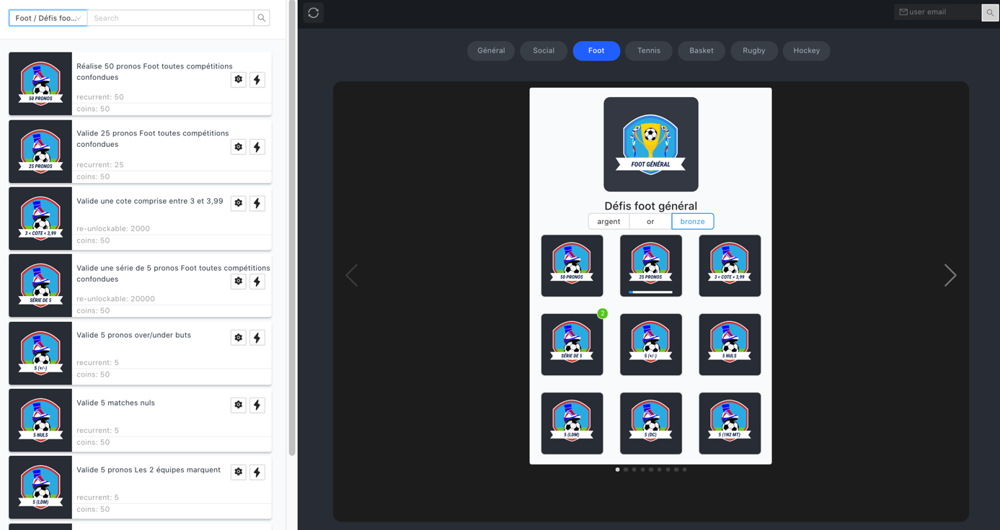 Foot / Défis foo...
Search
50 PRONOS
Réalise 50 pronos Foot toutes compétitions
confondues
recurrent: 50
coins: 50
25 PRONOS
Valide 25 pronos Foot toutes compétitions
confondues
recurrent: 25
coins: 50
3 < COTE < 3,99
Valide une cote comprise entre 3 et 3,99
re-unlockable: 2000
coins: 50
SÉRIE DE 5
Valide une série de 5 pronos Foot toutes compétitions
confondues
re-unlockable: 20000
coins: 50
5 (+/-)
Valide 5 pronos over/under buts
recurrent: 5
coins: 50
5 NULS
Valide 5 matches nuls
recurrent: 5
coins: 50
5 (LDM)
Valide 5 pronos Les 2 équipes marquent
recurrent: 5
coins: 50
user email
Général Social Foot Tennis Basket Rugby Hockey
FOOT GÉNÉRAL
Défis foot général
argent or bronze
50 PRONOS 25 PRONOS 3 < COTE < 3,99
2
SÉRIE DE 5 5 (+/-) 5 NULS
5 (LDM) 5 (DC) 5 (1N2 MT)